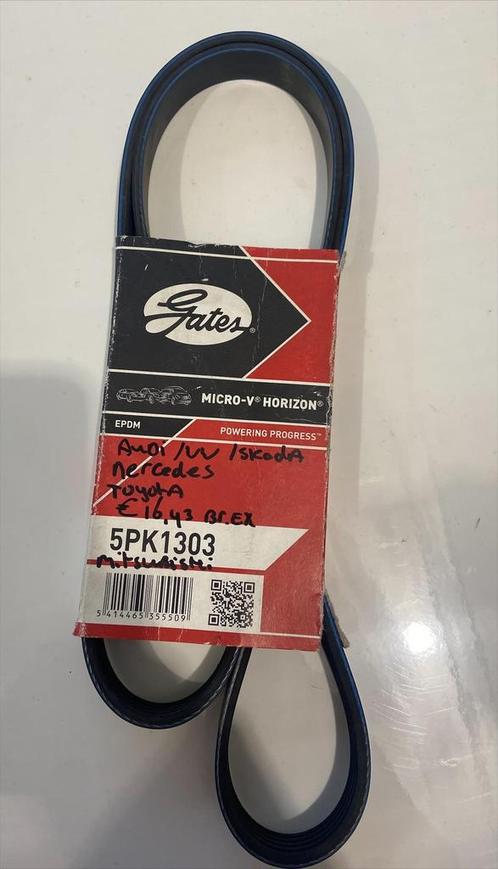 Gates®
MICRO-V® HORIZON®
EPDM
POWERING PROGRESS™
AUDI / VW / SKODA
MERCEDES
TOYOTA
€ 16,43 BR.EX
5PK1303
MITSUBISHI
5 414465 355509